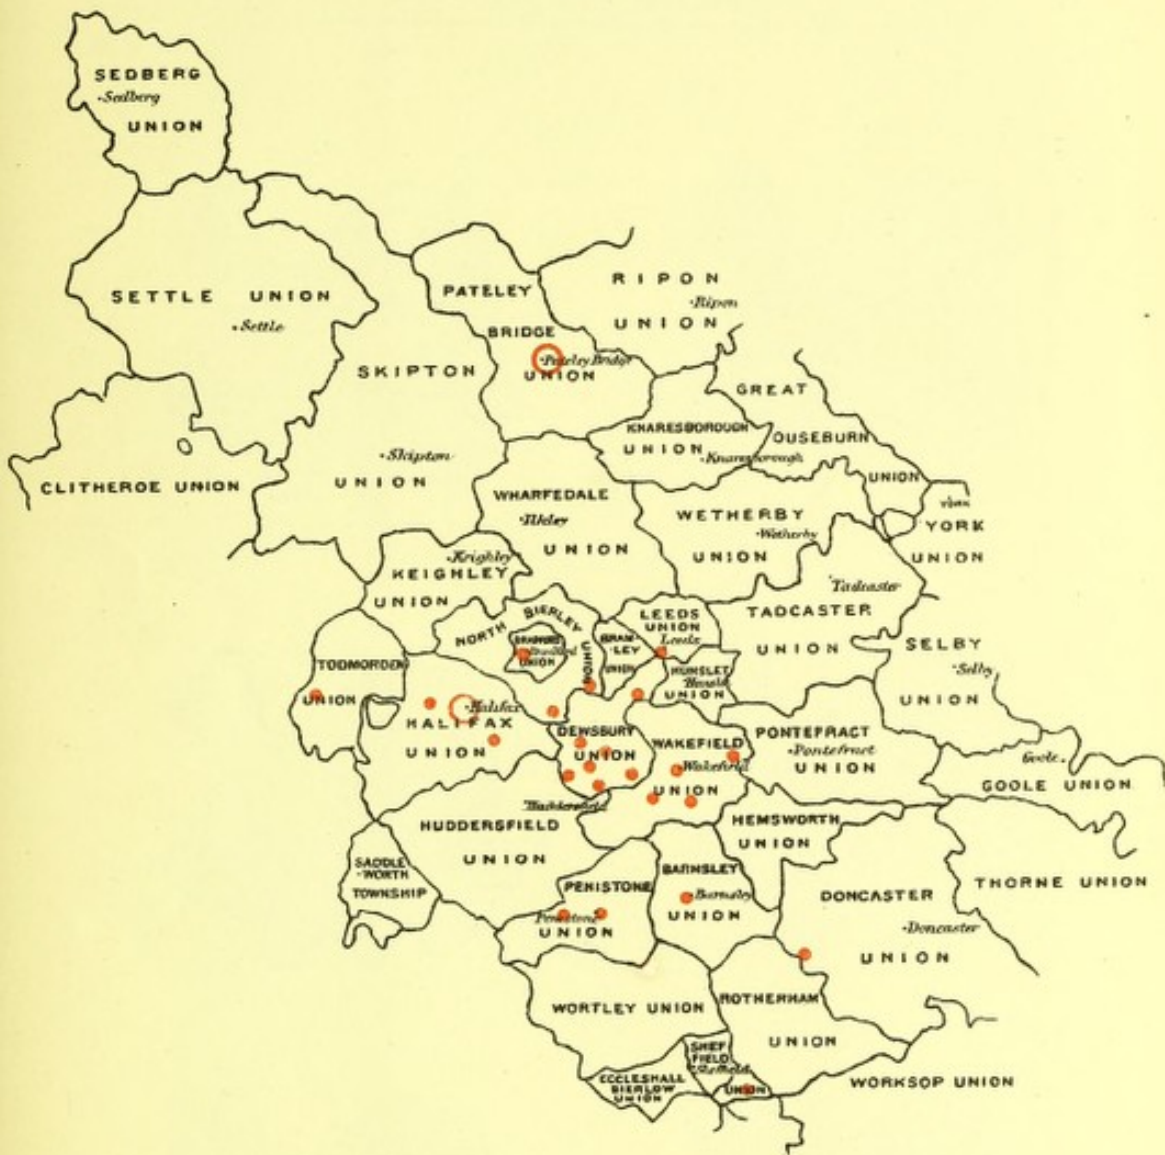 SEDBERG
Sedberg
UNION
SETTLE UNION
Settle
PATELEY
BRIDGE
Pateley Bridge
UNION
RIPON
Ripon
UNION
SKIPTON
Skipton
UNION
GREAT
OUSEBURN
UNION
KNARESBOROUGH
UNION
Knaresborough
CLITHEROE UNION
WHARFEDALE
Ilkley
UNION
WETHERBY
Wetherby
UNION
YORK
YORK
UNION
Keighley
KEIGHLEY
UNION
Tadcaster
TADCASTER
UNION
NORTH BIERLEY UNION
BRADFORD
Bradford
UNION
BRAM-
-LEY
UNION
LEEDS
UNION
Leeds
HUNSLET
Hunslet
UNION
SELBY
Selby
UNION
TODMORDEN
UNION
Halifax
HALIFAX
UNION
DEWSBURY
UNION
WAKEFIELD
Wakefield
UNION
PONTEFRACT
Pontefract
UNION
Goole
GOOLE UNION
Huddersfield
HUDDERSFIELD
UNION
HEMSWORTH
UNION
SADDLE
-WORTH
TOWNSHIP
PENISTONE
Penistone
UNION
BARNSLEY
Barnsley
UNION
DONCASTER
Doncaster
UNION
THORNE UNION
WORTLEY UNION
ROTHERHAM
UNION
SHEF
FIELD
Sheffield
UNION
ECCLESHALL
BIERLOW
UNION
WORKSOP UNION